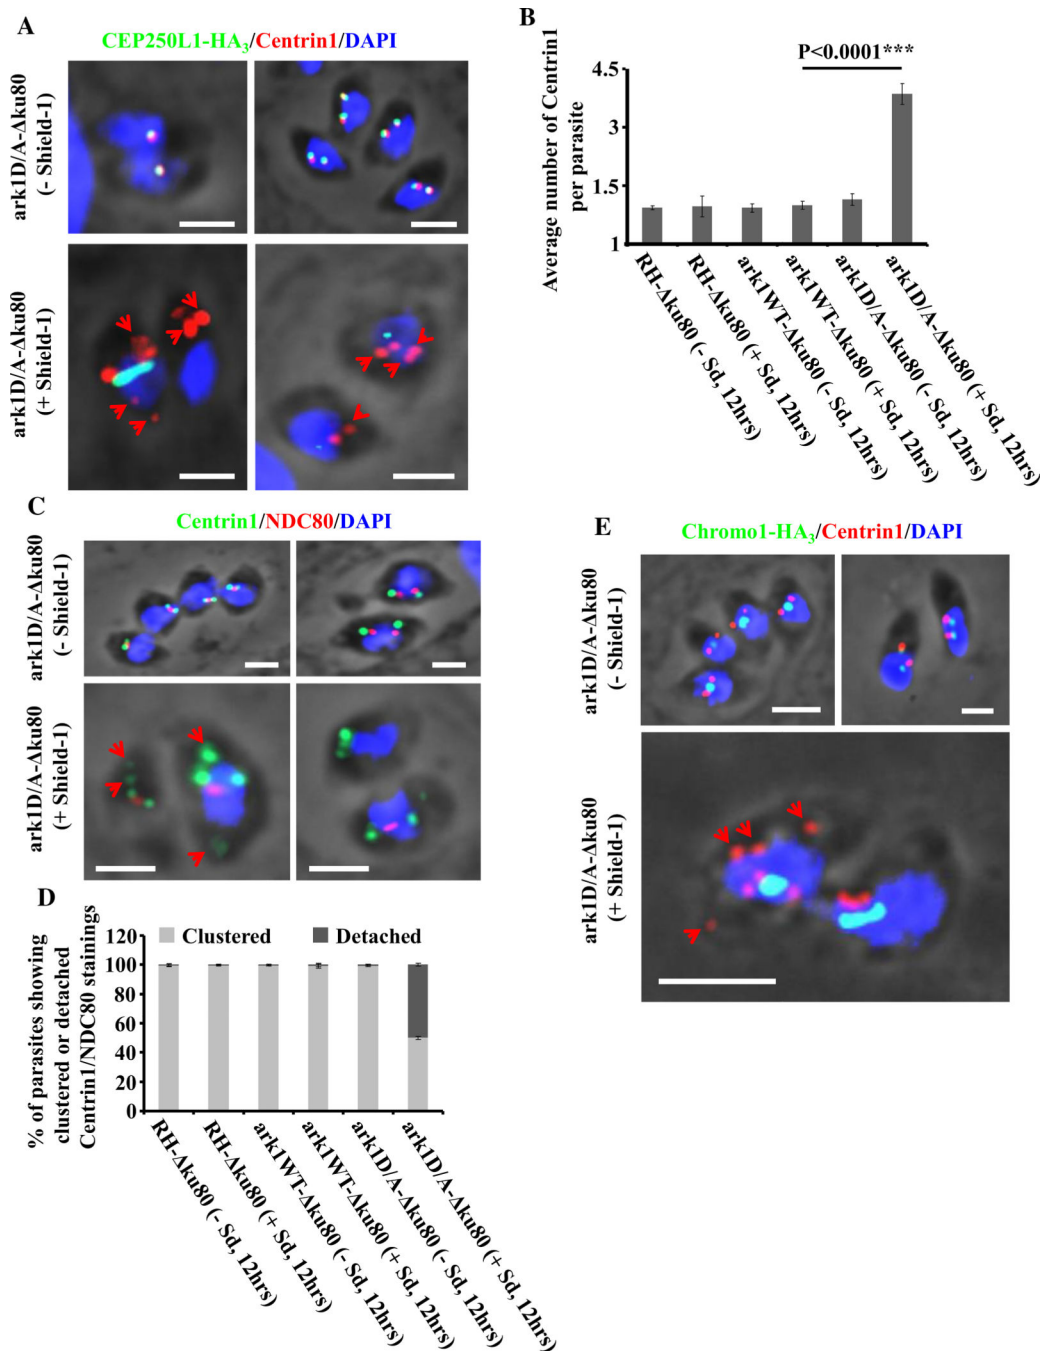 A
CEP250L1-HA3/Centrin1/DAPI
ark1D/A-Δku80
(- Shield-1)
ark1D/A-Δku80
(+ Shield-1)
B
P<0.0001***
Average number of Centrin1
per parasite
4.5
3
1.5
1
RH-Δku80 (- Sd, 12hrs)
RH-Δku80 (+ Sd, 12hrs)
ark1WT-Δku80 (- Sd, 12hrs)
ark1WT-Δku80 (+ Sd, 12hrs)
ark1D/A-Δku80 (- Sd, 12hrs)
ark1D/A-Δku80 (+ Sd, 12hrs)
C
Centrin1/NDC80/DAPI
ark1D/A-Δku80
(- Shield-1)
ark1D/A-Δku80
(+ Shield-1)
D
% of parasites showing
clustered or detached
Centrin1/NDC80 stainings
120
100
80
60
40
20
0
Clustered
Detached
RH-Δku80 (- Sd, 12hrs)
RH-Δku80 (+ Sd, 12hrs)
ark1WT-Δku80 (- Sd, 12hrs)
ark1WT-Δku80 (+ Sd, 12hrs)
ark1D/A-Δku80 (- Sd, 12hrs)
ark1D/A-Δku80 (+ Sd, 12hrs)
E
Chromo1-HA3/Centrin1/DAPI
ark1D/A-Δku80
(- Shield-1)
ark1D/A-Δku80
(+ Shield-1)